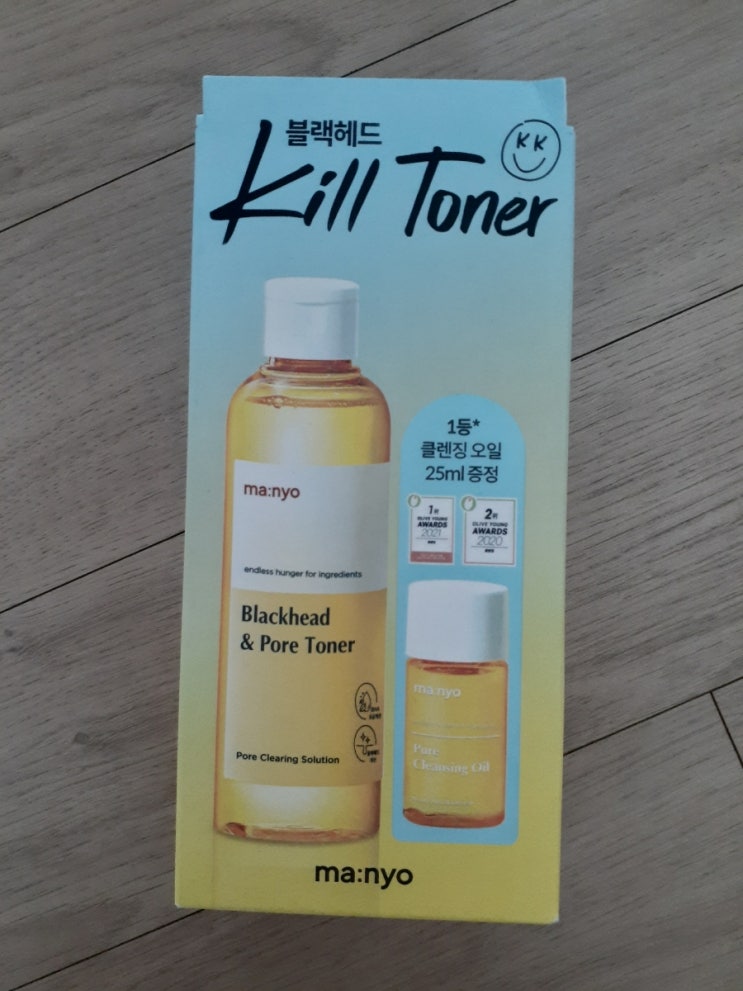 블랙헤드
Kill Toner
KK
ma:nyo
endless hunger for ingredients
Blackhead
& Pore Toner
Pore Clearing Solution
1등*
클렌징 오일
25ml 증정
1위
OLIVE YOUNG
AWARDS
2021
2위
OLIVE YOUNG
AWARDS
2020
ma:nyo
Pure
Cleansing Oil
ma:nyo